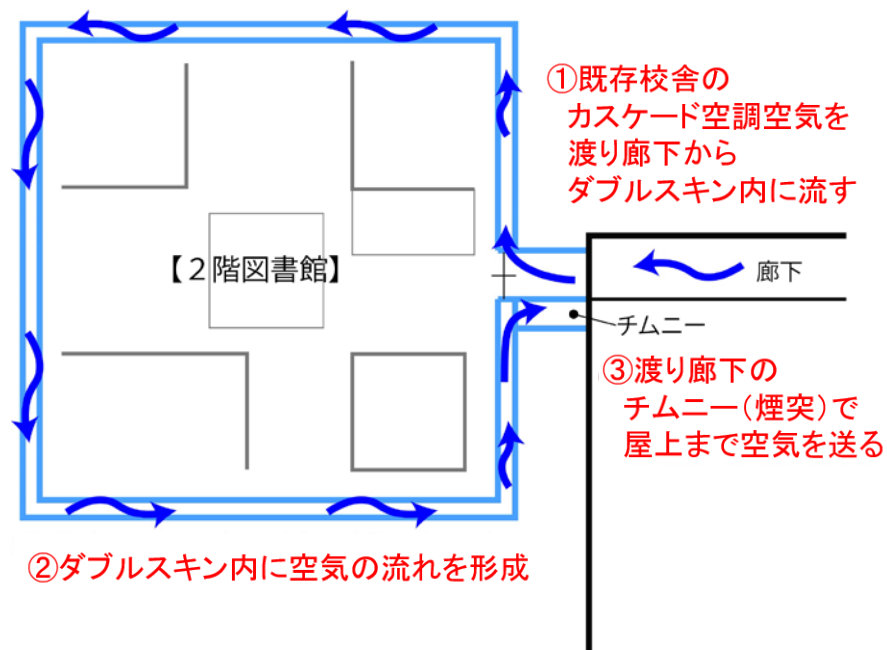 ①既存校舎の
カスケード空調空気を
渡り廊下から
ダブルスキン内に流す
【２階図書館】
廊下
チムニー
③渡り廊下の
チムニー（煙突）で
屋上まで空気を送る
②ダブルスキン内に空気の流れを形成